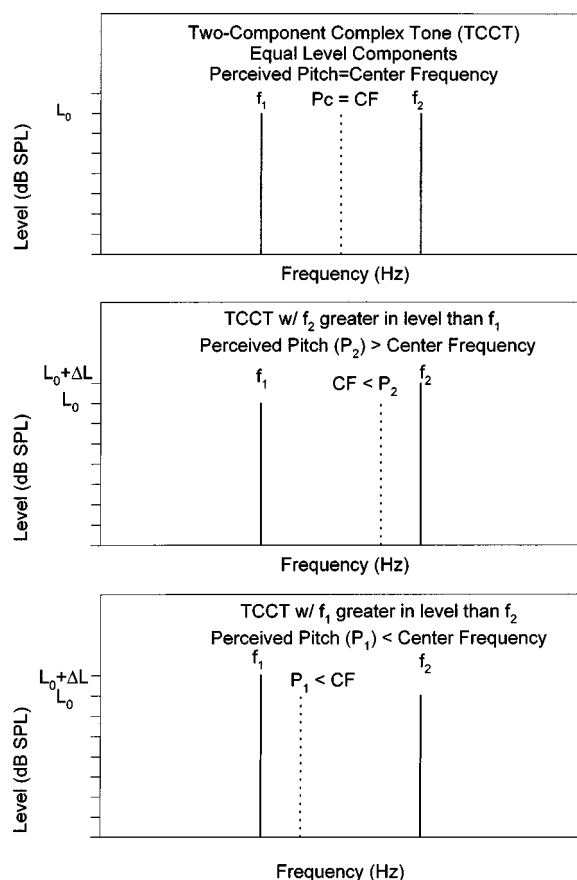 Two-Component Complex Tone (TCCT)
Equal Level Components
Perceived Pitch=Center Frequency
f₁ Pc = CF f₂
L₀
Level (dB SPL)
Frequency (Hz)
TCCT w/ f₂ greater in level than f₁
Perceived Pitch (P₂) > Center Frequency
L₀+ΔL
f₁ CF < P₂ f₂
L₀
Level (dB SPL)
Frequency (Hz)
TCCT w/ f₁ greater in level than f₂
Perceived Pitch (P₁) < Center Frequency
f₁ f₂
L₀+ΔL P₁ < CF
L₀
Level (dB SPL)
Frequency (Hz)